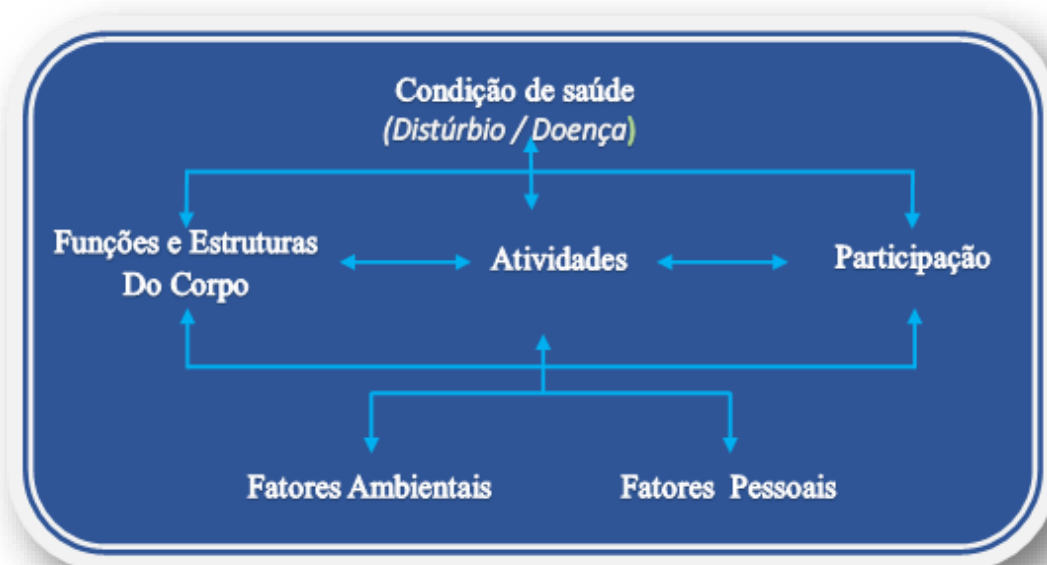 Condição de saúde
(Distúrbio / Doença)
Funções e Estruturas
Do Corpo
Atividades
Participação
Fatores Ambientais
Fatores Pessoais